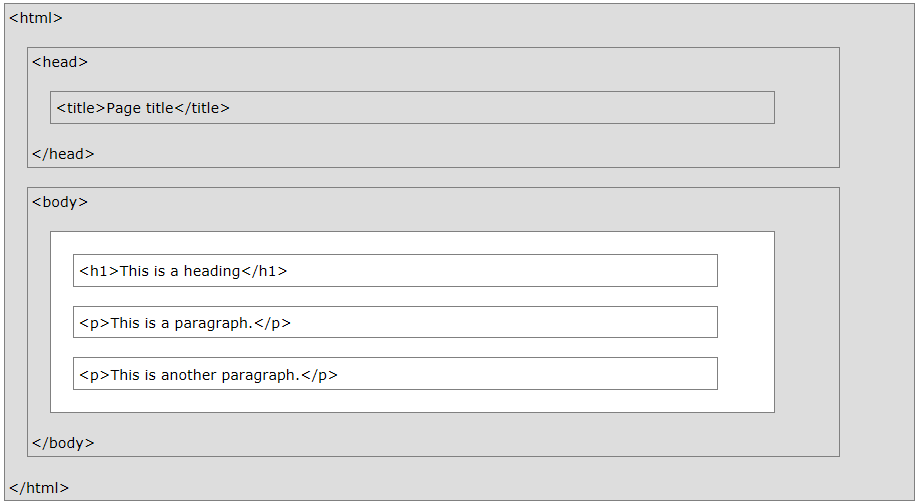 <html>
<head>
<title>Page title</title>
</head>
<body>
<h1>This is a heading</h1>
<p>This is a paragraph.</p>
<p>This is another paragraph.</p>
</body>
</html>